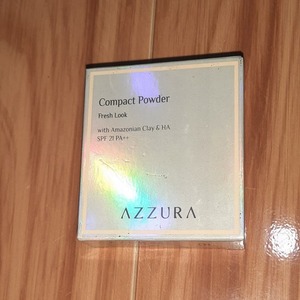 Compact Powder
Fresh Look
with Amazonian Clay & HA
SPF 21 PA++
AZZURA